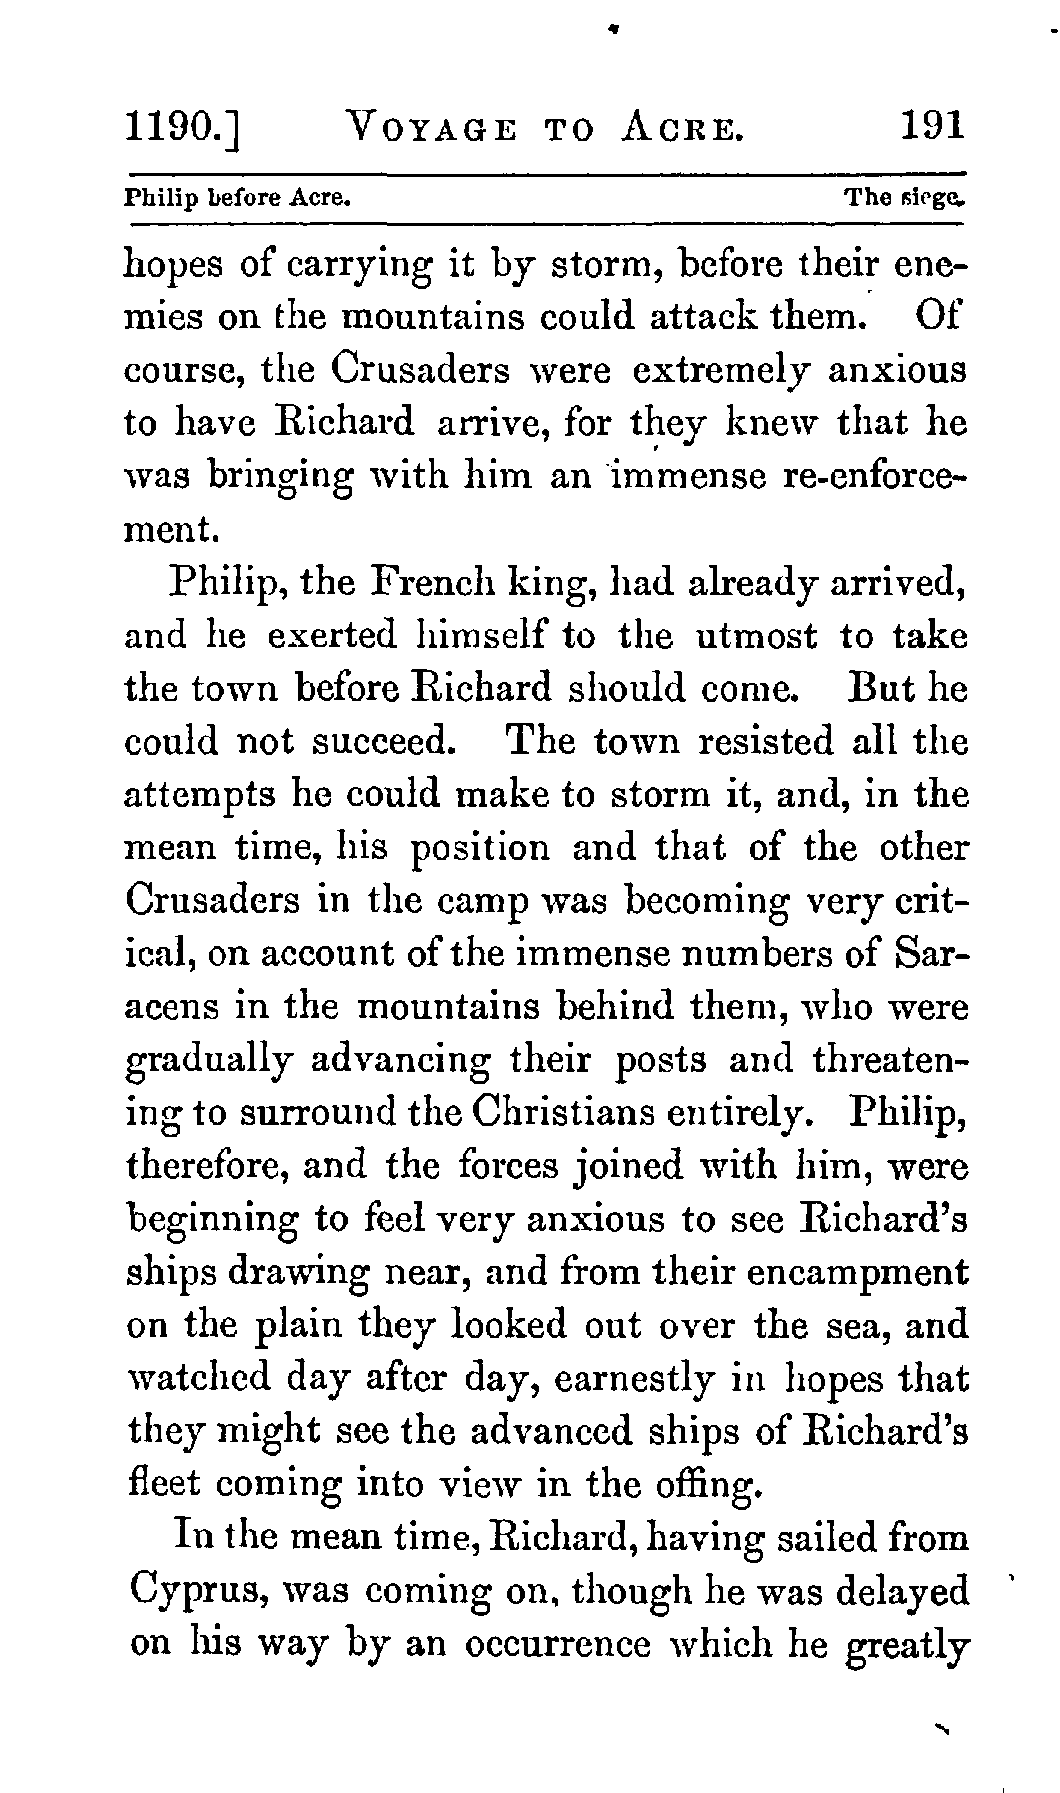 1190.] VOYAGE TO ACRE. 191
Philip before Acre. The siege.
hopes of carrying it by storm, before their ene-
mies on the mountains could attack them. Of
course, the Crusaders were extremely anxious
to have Richard arrive, for they knew that he
was bringing with him an immense re-enforce-
ment.
Philip, the French king, had already arrived,
and he exerted himself to the utmost to take
the town before Richard should come. But he
could not succeed. The town resisted all the
attempts he could make to storm it, and, in the
mean time, his position and that of the other
Crusaders in the camp was becoming very crit-
ical, on account of the immense numbers of Sar-
acens in the mountains behind them, who were
gradually advancing their posts and threaten-
ing to surround the Christians entirely. Philip,
therefore, and the forces joined with him, were
beginning to feel very anxious to see Richard's
ships drawing near, and from their encampment
on the plain they looked out over the sea, and
watched day after day, earnestly in hopes that
they might see the advanced ships of Richard's
fleet coming into view in the offing.
In the mean time, Richard, having sailed from
Cyprus, was coming on, though he was delayed
on his way by an occurrence which he greatly